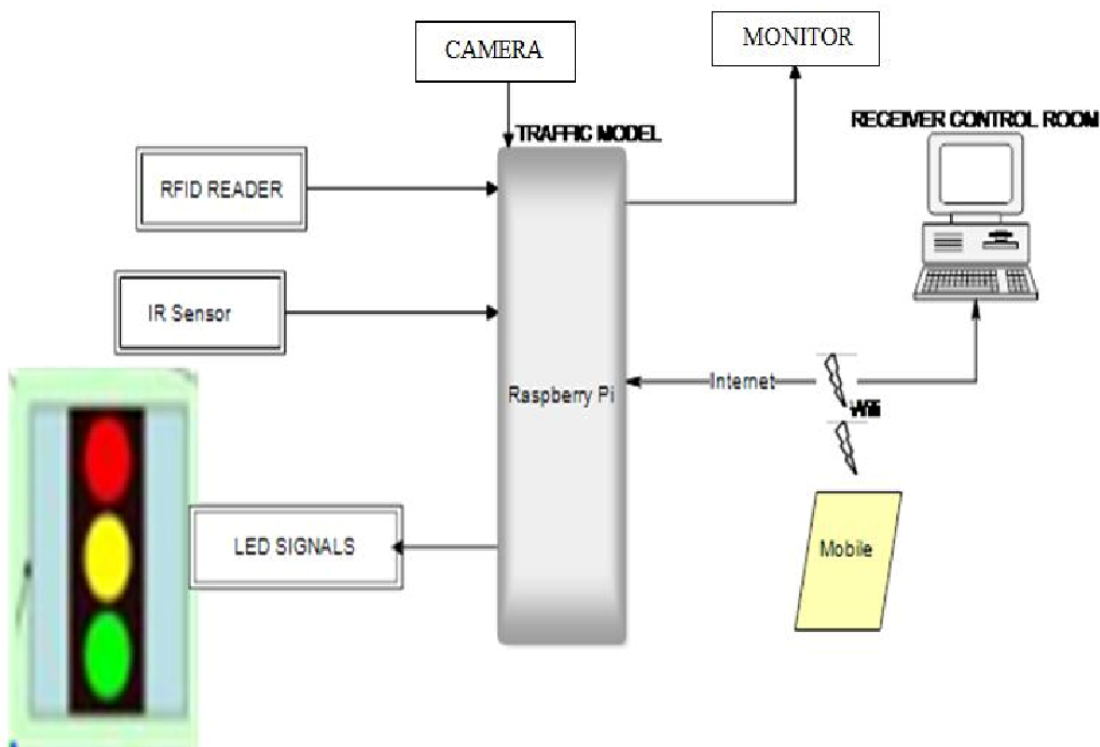 CAMERA
MONITOR
TRAFFIC MODEL
RECEIVER CONTROL ROOM
RFID READER
IR Sensor
Raspberry Pi
Internet
Wifi
LED SIGNALS
Mobile